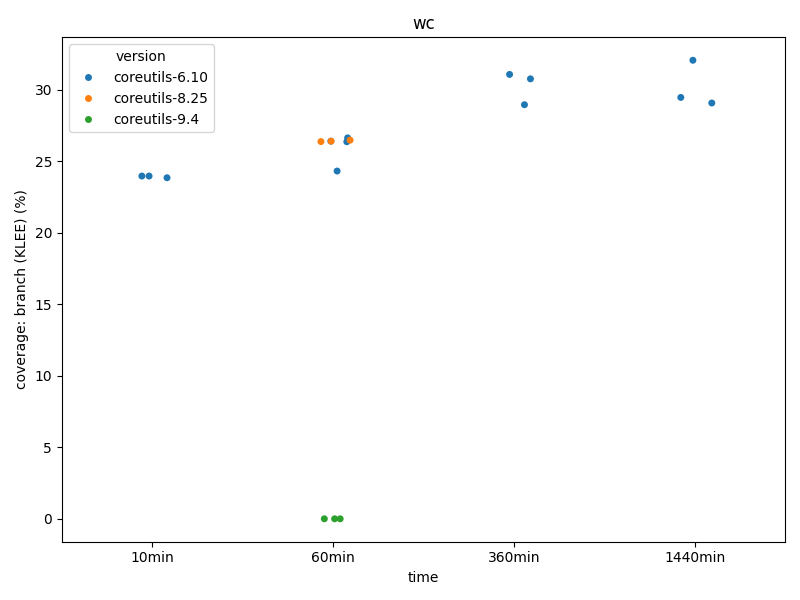 wc
version
coreutils-6.10
coreutils-8.25
coreutils-9.4
coverage: branch (KLEE) (%)
30
25
20
15
10
5
0
10min
60min
360min
1440min
time